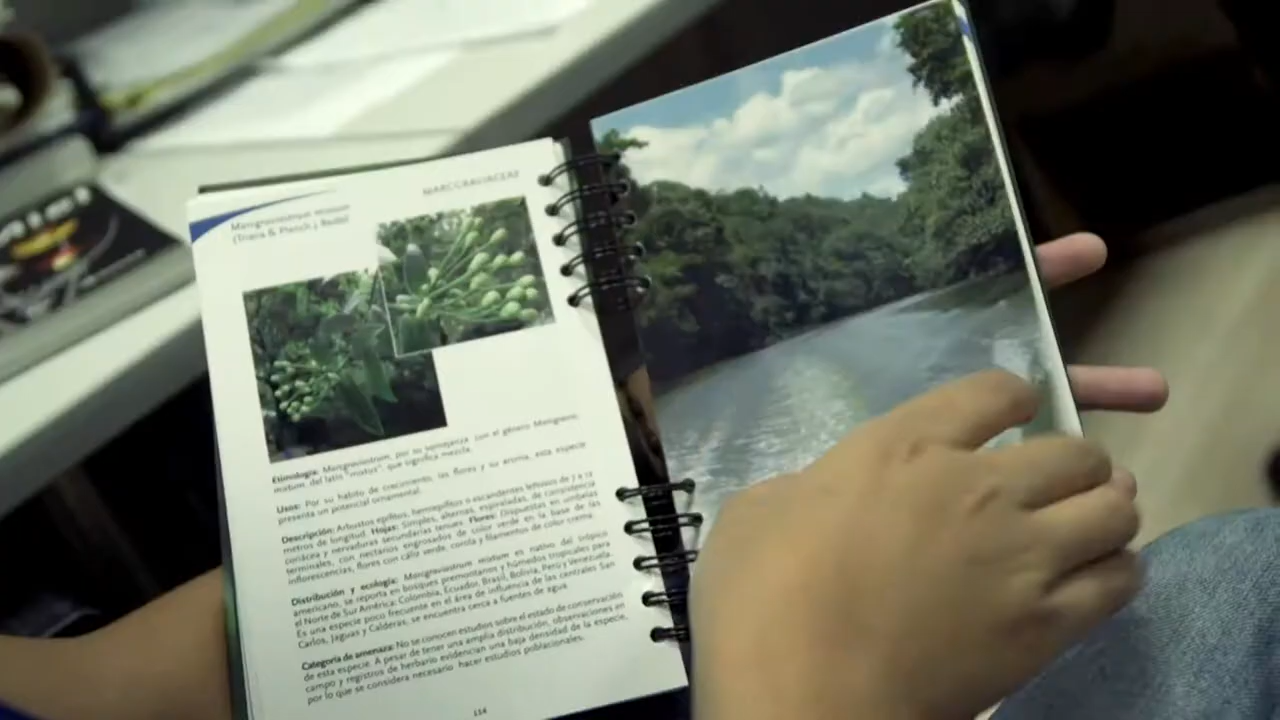 MARCGRAVIACEAE
Marcgraviastrum mixtum
(Triana & Planch.) Bedell
Etimología: Marcgraviastrum, por su semejanza con el género Marcgravia;
mixtum del latín "mixtus", que significa mezcla.
Usos: Por su hábito de crecimiento, las flores y su aroma, esta especie
presenta un potencial ornamental.
Descripción: Arbustos epífitos, hemiepífitos o escandentes leñosos de 7 a 12
metros de longitud. Hojas: Simples, alternas, espiraladas, de consistencia
coriácea y nervaduras secundarias tenues. Flores: Dispuestas en umbelas
terminales, con nectarios engrosados de color verde en la base de las
inflorescencias, flores con cáliz verde, corola y filamentos de color crema.
Distribución y ecología: Marcgraviastrum mixtum es nativo del trópico
americano, se reporta en bosques premontanos y húmedos tropicales para
el Norte de Sur América: Colombia, Ecuador, Brasil, Bolivia, Perú y Venezuela.
Es una especie poco frecuente en el área de influencia de las centrales San
Carlos, Jaguas y Calderas, se encuentra cerca a fuentes de agua.
Categoría de amenaza: No se conocen estudios sobre el estado de conservación
de esta especie. A pesar de tener una amplia distribución, observaciones en
campo y registros de herbario evidencian una baja densidad de la especie,
por lo que se considera necesario hacer estudios poblacionales.
114